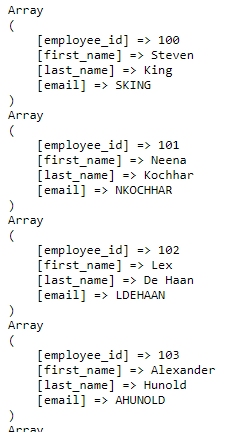 Array
(
    [employee_id] => 100
    [first_name] => Steven
    [last_name] => King
    [email] => SKING
)
Array
(
    [employee_id] => 101
    [first_name] => Neena
    [last_name] => Kochhar
    [email] => NKOCHHAR
)
Array
(
    [employee_id] => 102
    [first_name] => Lex
    [last_name] => De Haan
    [email] => LDEHAAN
)
Array
(
    [employee_id] => 103
    [first_name] => Alexander
    [last_name] => Hunold
    [email] => AHUNOLD
)
Array